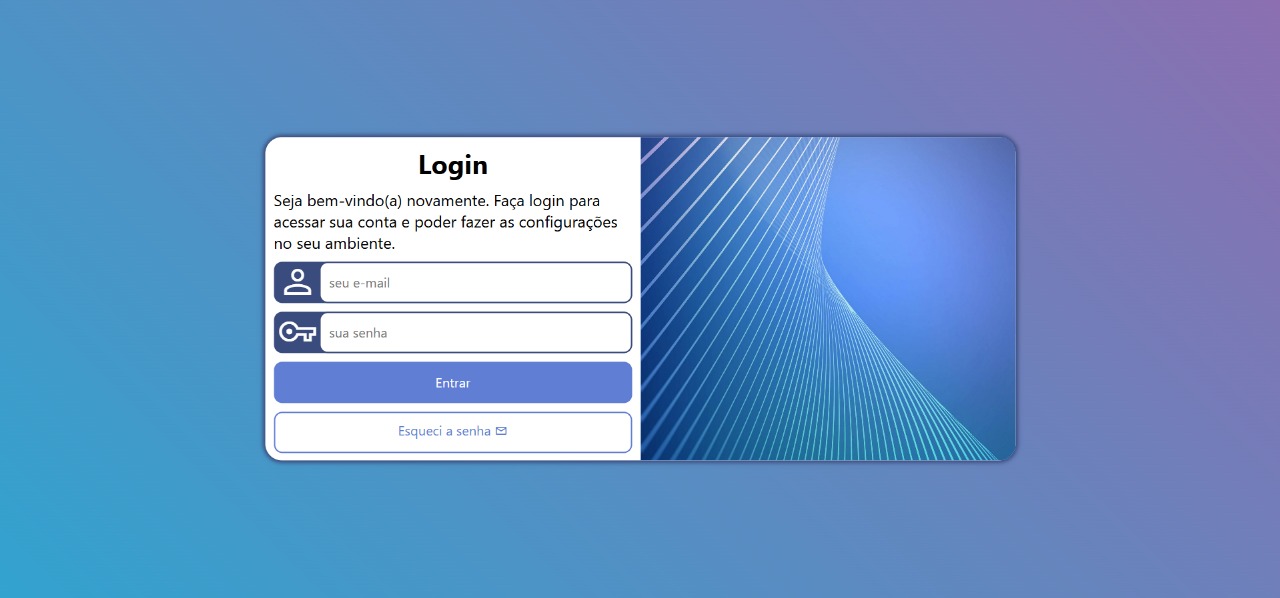 Login
Seja bem-vindo(a) novamente. Faça login para
acessar sua conta e poder fazer as configurações
no seu ambiente.
seu e-mail
sua senha
Entrar
Esqueci a senha